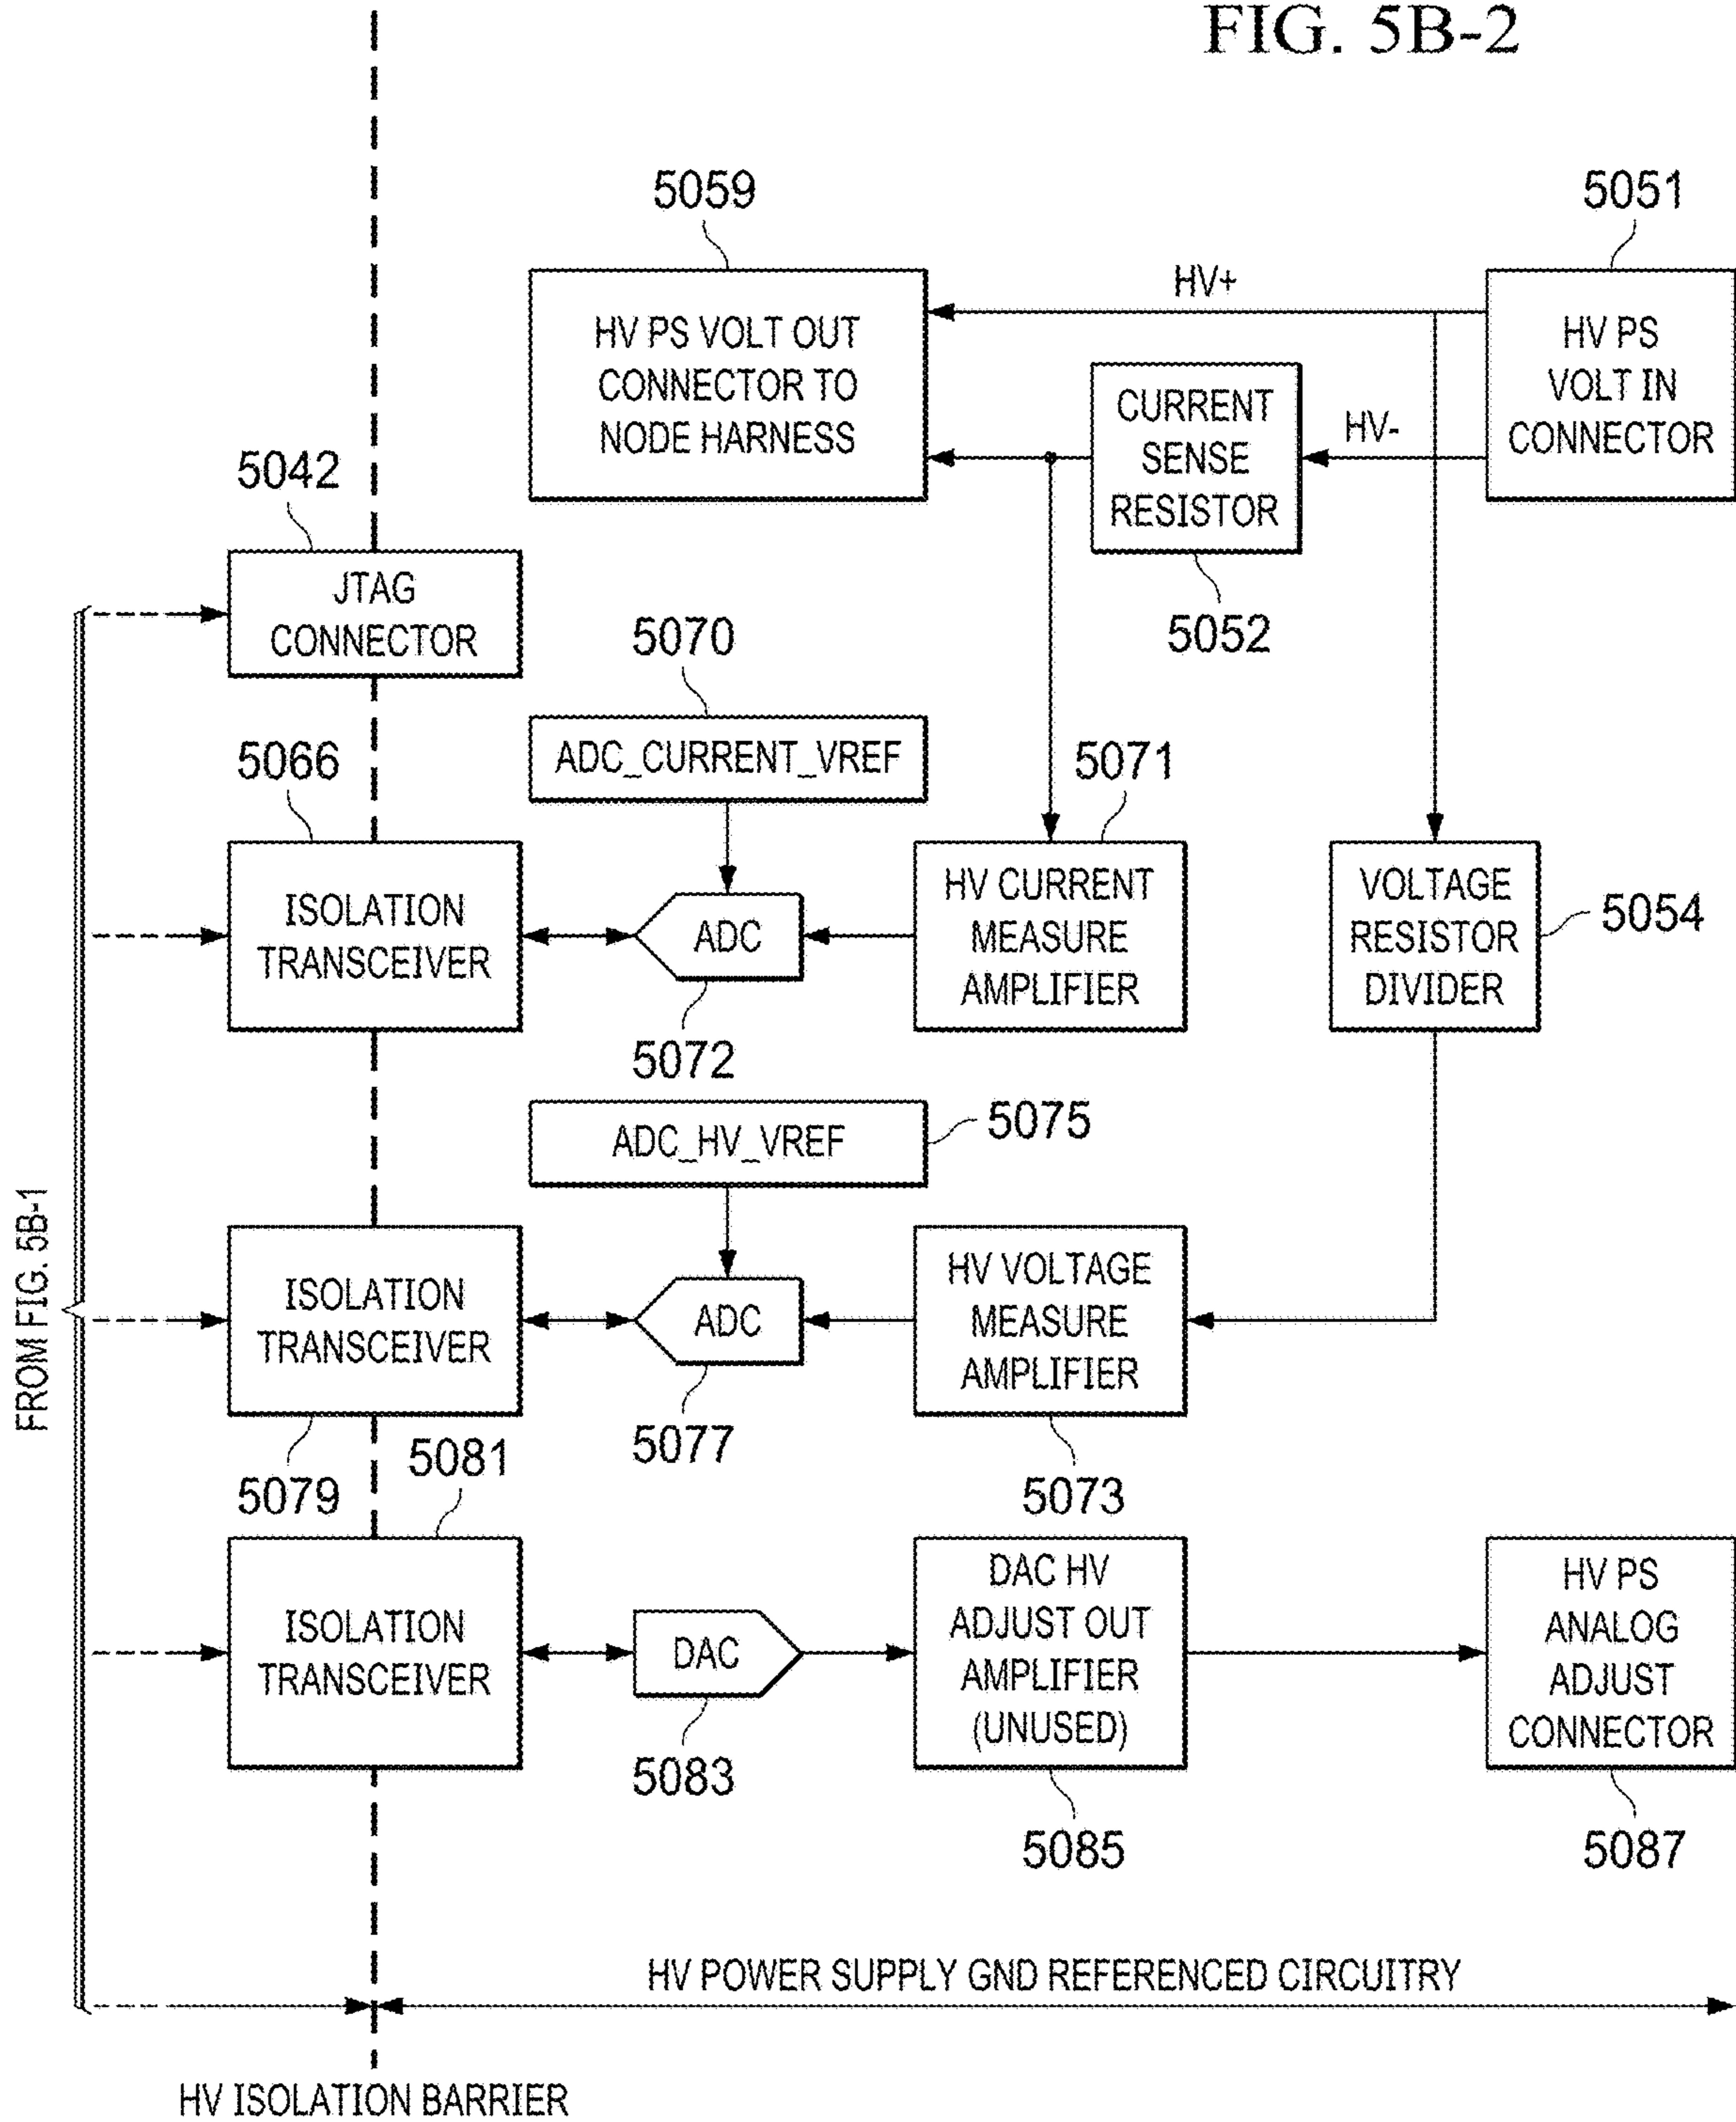 FIG. 5B-2
5059
5051
HV+
HV PS VOLT OUT
CONNECTOR TO
NODE HARNESS
HV PS
VOLT IN
CONNECTOR
CURRENT
SENSE
RESISTOR
HV-
5042
JTAG
CONNECTOR
5052
5070
ADC_CURRENT_VREF
5066
5071
ISOLATION
TRANSCEIVER
ADC
HV CURRENT
MEASURE
AMPLIFIER
VOLTAGE
RESISTOR
DIVIDER
5054
5072
ADC_HV_VREF
5075
FROM FIG. 5B-1
ISOLATION
TRANSCEIVER
ADC
HV VOLTAGE
MEASURE
AMPLIFIER
5079
5081
5077
5073
ISOLATION
TRANSCEIVER
DAC
DAC HV
ADJUST OUT
AMPLIFIER
(UNUSED)
HV PS
ANALOG
ADJUST
CONNECTOR
5083
5085
5087
HV POWER SUPPLY GND REFERENCED CIRCUITRY
HV ISOLATION BARRIER